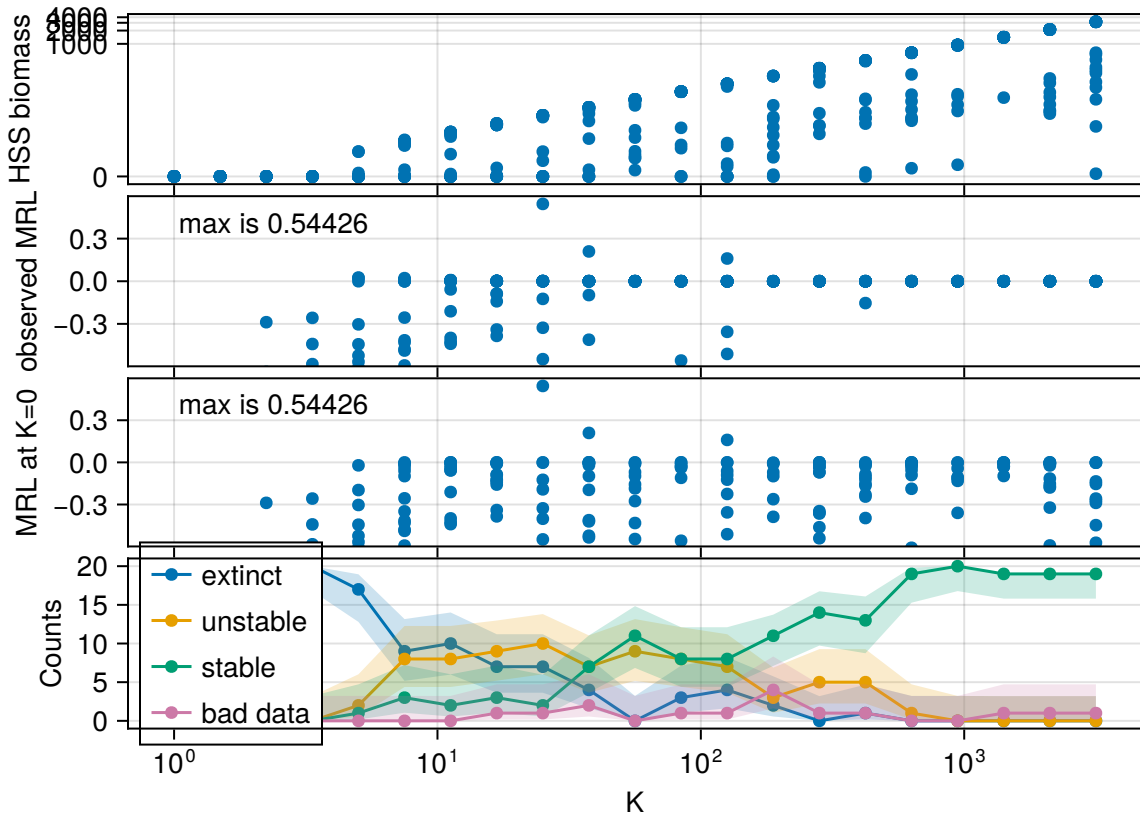 4000
2000
1000
0
HSS biomass
max is 0.54426
0.3
0.0
−0.3
observed MRL
max is 0.54426
0.3
0.0
−0.3
MRL at K=0
20
15
10
5
0
Counts
extinct
unstable
stable
bad data
10⁰
10¹
10²
10³
K